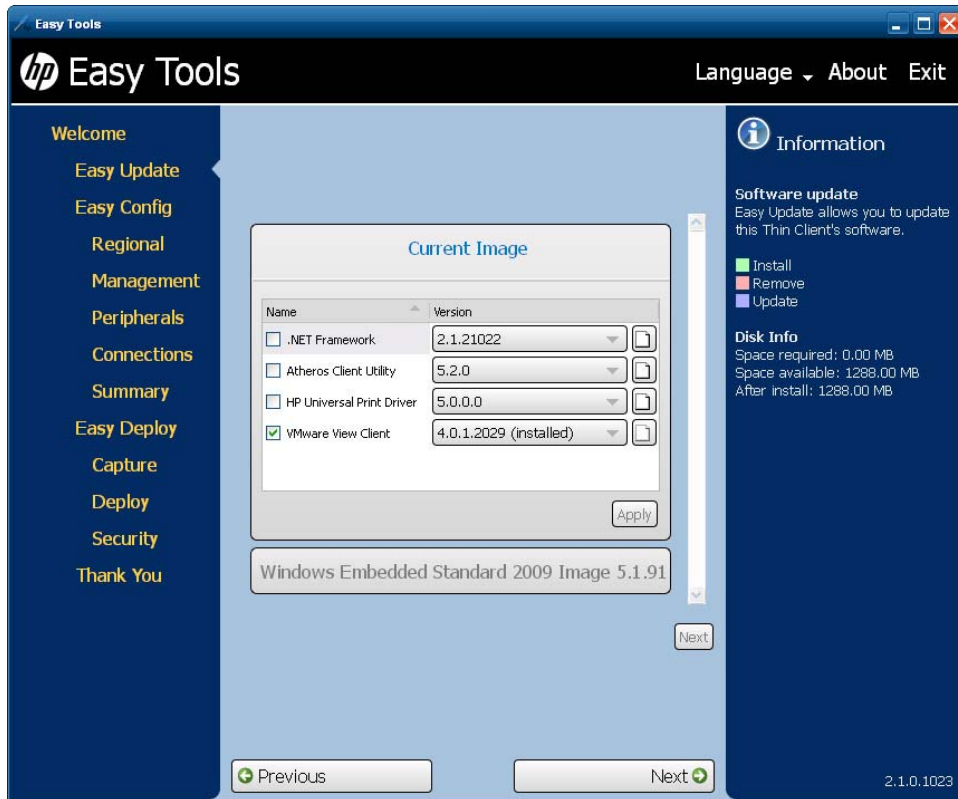 Easy Tools
hp Easy Tools
Language About Exit
Welcome
Easy Update
Easy Config
Regional
Management
Peripherals
Connections
Summary
Easy Deploy
Capture
Deploy
Security
Thank You
Current Image
Name Version
.NET Framework 2.1.21022
Atheros Client Utility 5.2.0
HP Universal Print Driver 5.0.0.0
VMware View Client 4.0.1.2029 (installed)
Apply
Windows Embedded Standard 2009 Image 5.1.91
Next
Previous
Next
Information
Software update
Easy Update allows you to update
this Thin Client's software.
Install
Remove
Update
Disk Info
Space required: 0.00 MB
Space available: 1288.00 MB
After install: 1288.00 MB
2.1.0.1023